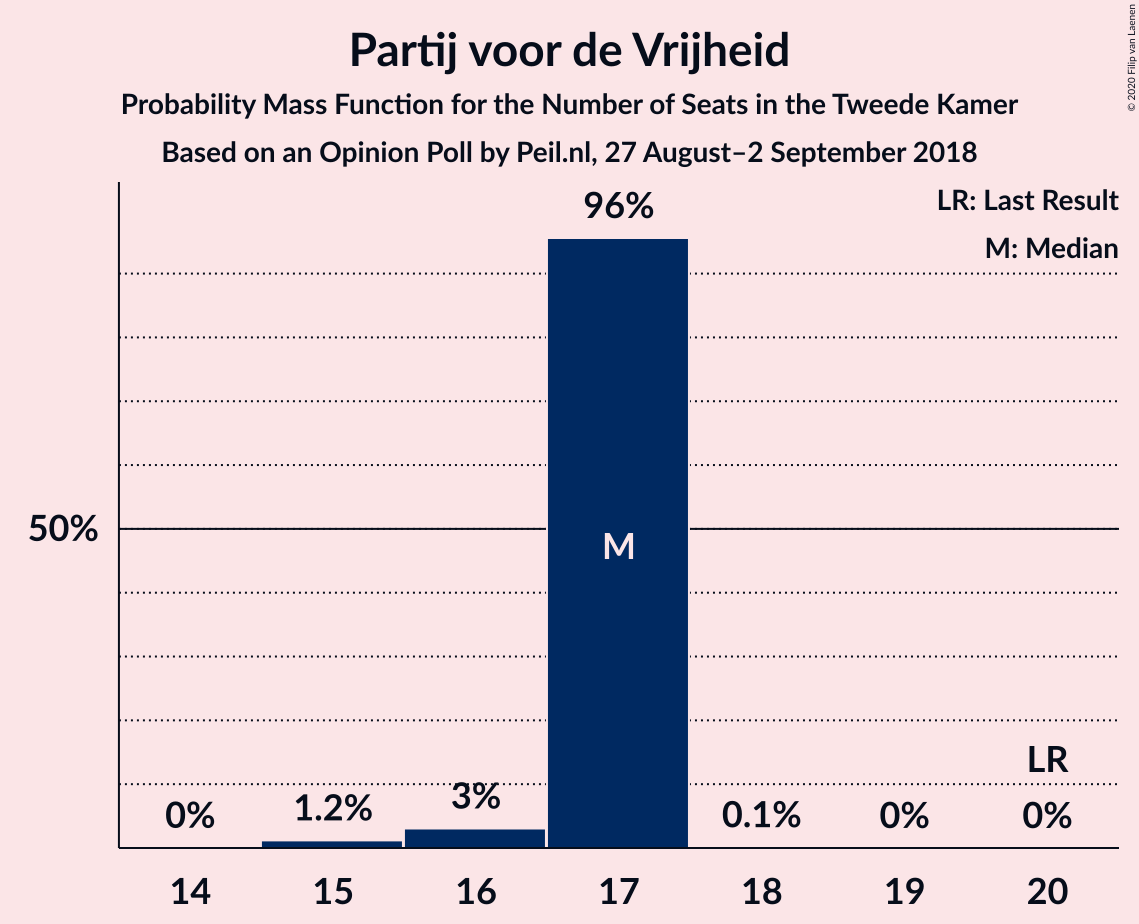 Partij voor de Vrijheid
Probability Mass Function for the Number of Seats in the Tweede Kamer
Based on an Opinion Poll by Peil.nl, 27 August–2 September 2018
© 2020 Filip van Laenen
LR: Last Result
M: Median
96%
50%
M
LR
0%
1.2%
3%
0.1%
0%
0%
14
15
16
17
18
19
20